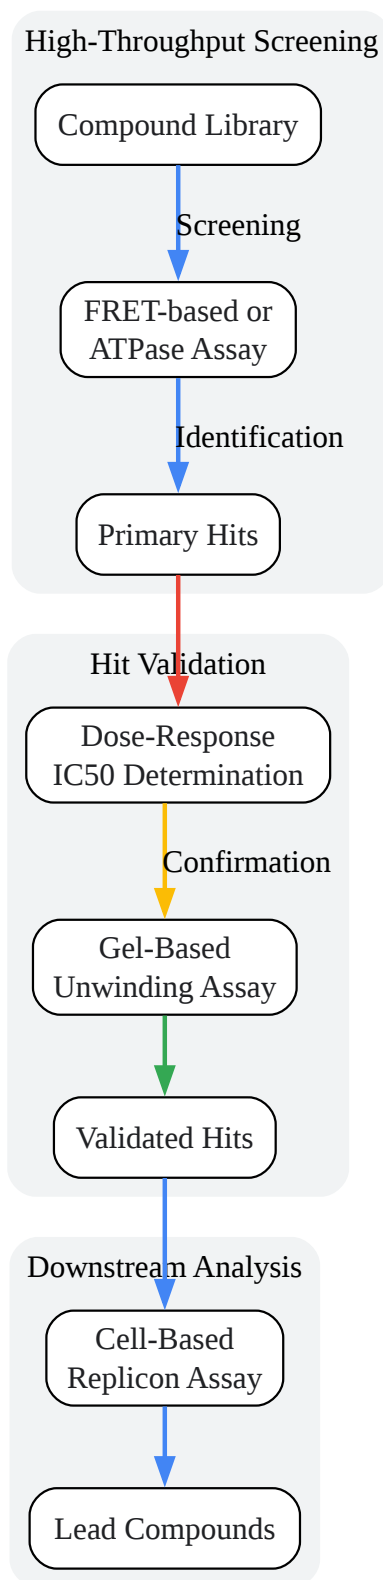 High-Throughput Screening
Compound Library
Screening
FRET-based or
ATPase Assay
Identification
Primary Hits
Hit Validation
Dose-Response
IC50 Determination
Confirmation
Gel-Based
Unwinding Assay
Validated Hits
Downstream Analysis
Cell-Based
Replicon Assay
Lead Compounds